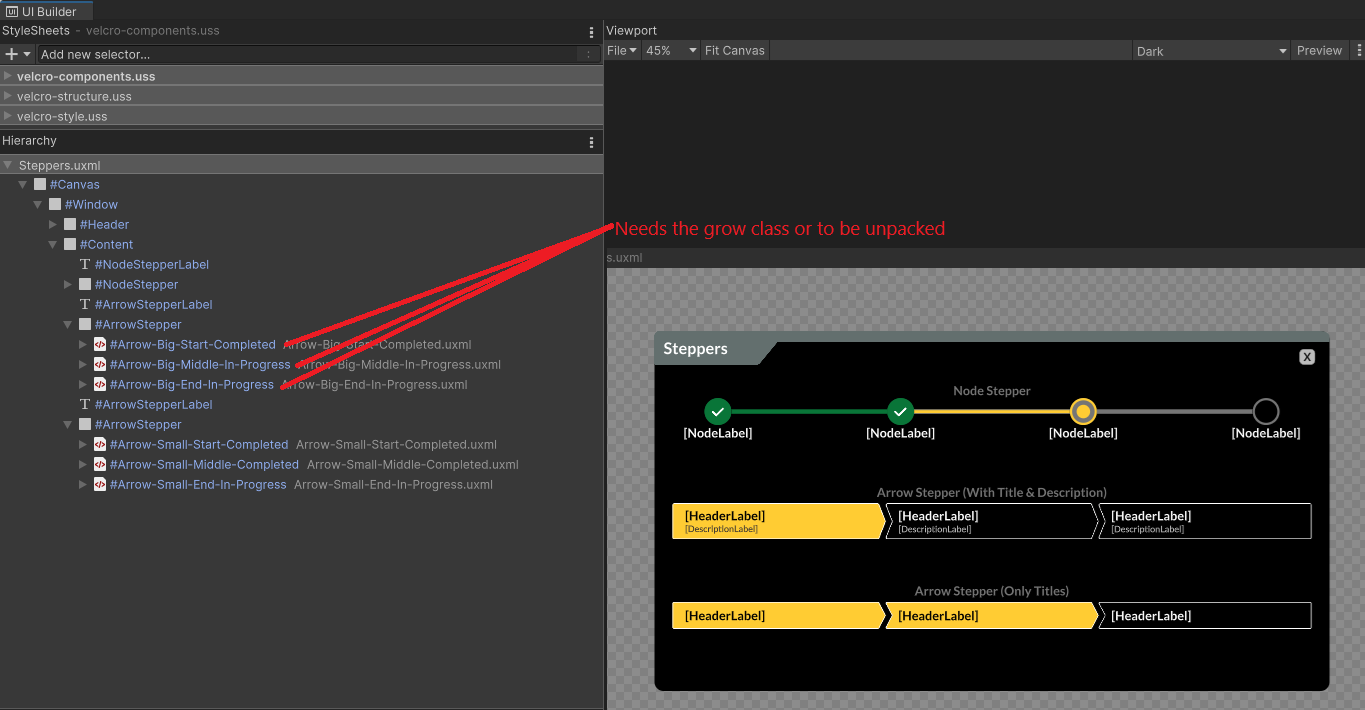 UI Builder
StyleSheets - velcro-components.uss
Add new selector...
velcro-components.uss
velcro-structure.uss
velcro-style.uss
Hierarchy
Steppers.uxml
#Canvas
#Window
#Header
#Content
#NodeStepperLabel
#NodeStepper
#ArrowStepperLabel
#ArrowStepper
#Arrow-Big-Start-Completed Arrow-Big-Start-Completed.uxml
#Arrow-Big-Middle-In-Progress Arrow-Big-Middle-In-Progress.uxml
#Arrow-Big-End-In-Progress Arrow-Big-End-In-Progress.uxml
#ArrowStepperLabel
#ArrowStepper
#Arrow-Small-Start-Completed Arrow-Small-Start-Completed.uxml
#Arrow-Small-Middle-Completed Arrow-Small-Middle-Completed.uxml
#Arrow-Small-End-In-Progress Arrow-Small-End-In-Progress.uxml
Viewport
File 45% Fit Canvas Dark Preview
Needs the grow class or to be unpacked
s.uxml
Steppers
X
Node Stepper
[NodeLabel] [NodeLabel] [NodeLabel] [NodeLabel]
Arrow Stepper (With Title & Description)
[HeaderLabel] [HeaderLabel] [HeaderLabel]
[DescriptionLabel] [DescriptionLabel] [DescriptionLabel]
Arrow Stepper (Only Titles)
[HeaderLabel] [HeaderLabel] [HeaderLabel]